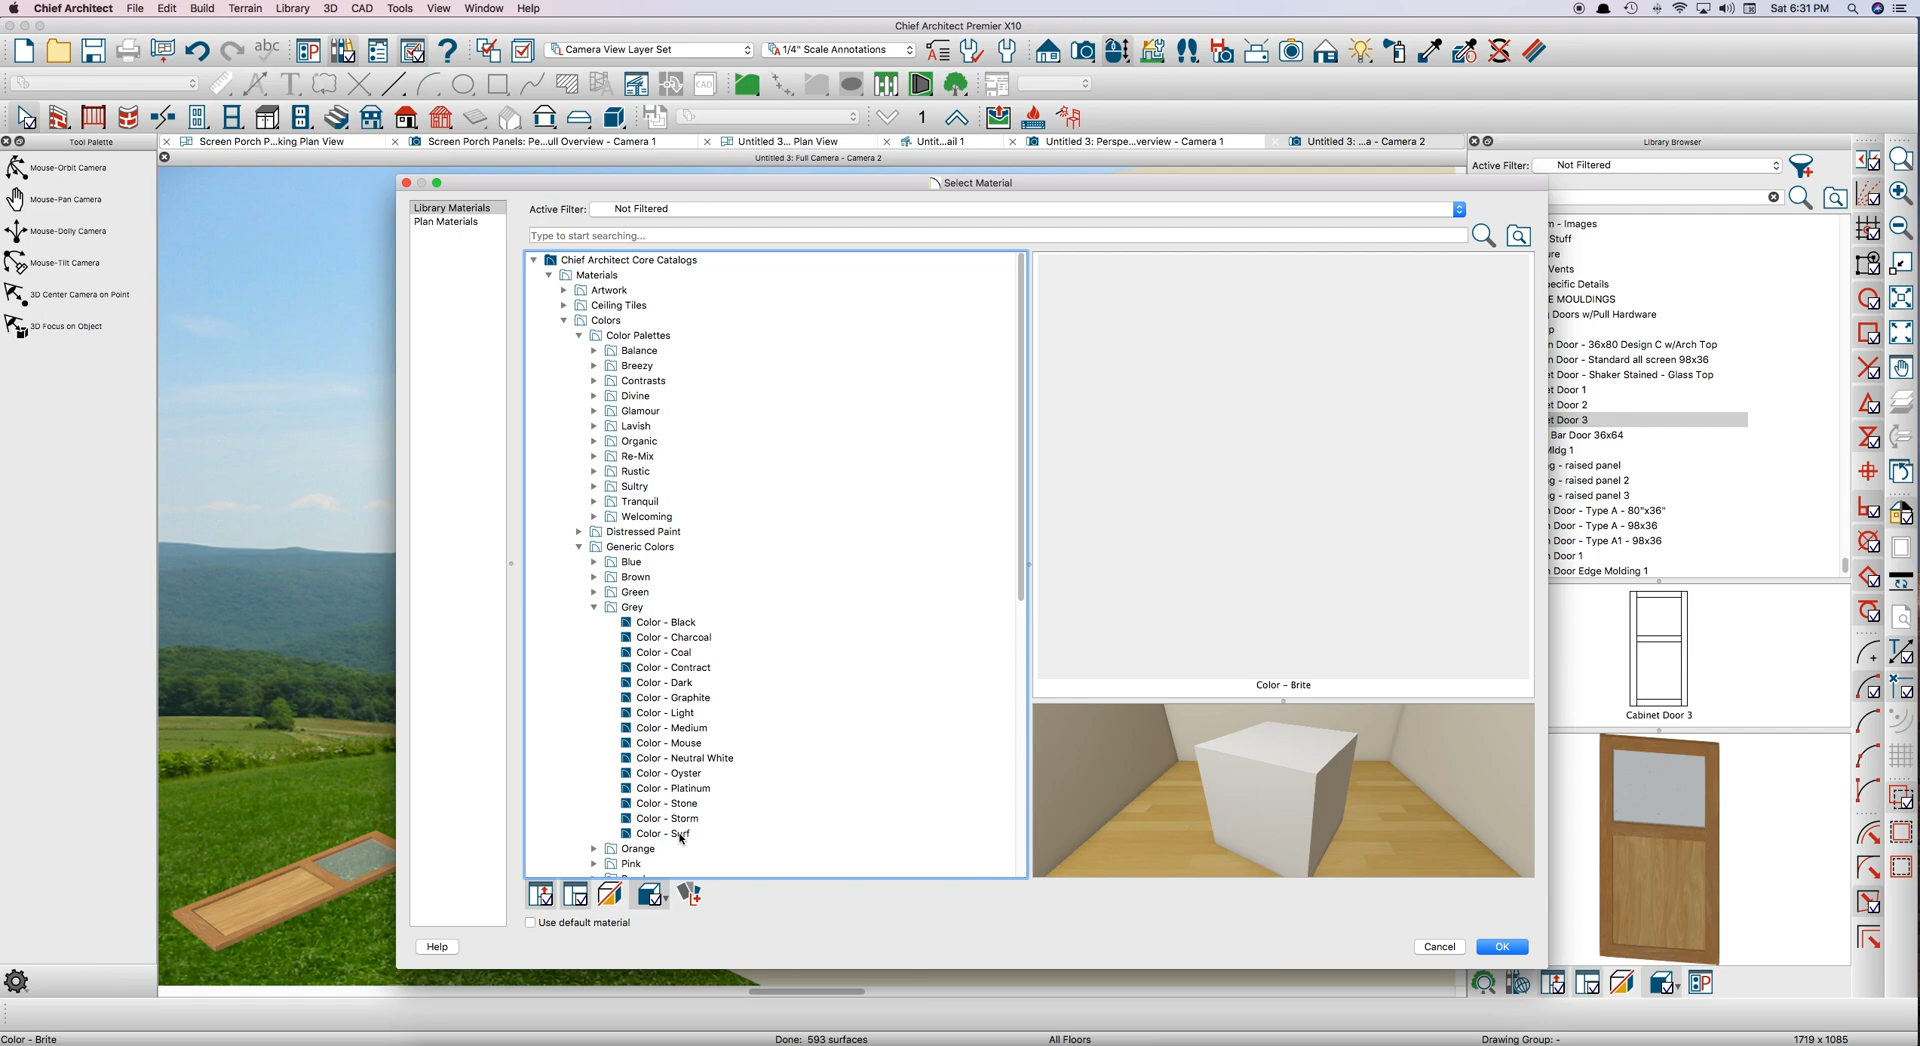 Chief Architect File Edit Build Terrain Library 3D CAD Tools View Window Help Sat 6:31 PM
Chief Architect Premier X10
abc ? Camera View Layer Set 1/4" Scale Annotations
T CAD
1
Tool Palette
Screen Porch P...king Plan View
Screen Porch Panels: Pe...ull Overview - Camera 1
Untitled 3... Plan View
Untit...ail 1
Untitled 3: Perspe...verview - Camera 1
Untitled 3: ...a - Camera 2
Library Browser
Untitled 3: Full Camera - Camera 2
Mouse-Orbit Camera
Mouse-Pan Camera
Mouse-Dolly Camera
Mouse-Tilt Camera
3D Center Camera on Point
3D Focus on Object
Select Material
Library Materials
Plan Materials
Active Filter: Not Filtered
Type to start searching...
Chief Architect Core Catalogs
Materials
Artwork
Ceiling Tiles
Colors
Color Palettes
Balance
Breezy
Contrasts
Divine
Glamour
Lavish
Organic
Re-Mix
Rustic
Sultry
Tranquil
Welcoming
Distressed Paint
Generic Colors
Blue
Brown
Green
Grey
Color - Black
Color - Charcoal
Color - Coal
Color - Contract
Color - Dark
Color - Graphite
Color - Light
Color - Medium
Color - Mouse
Color - Neutral White
Color - Oyster
Color - Platinum
Color - Stone
Color - Storm
Color - Surf
Orange
Pink
Color - Brite
Use default material
Help
Cancel
OK
Active Filter: Not Filtered
m - Images
Stuff
ure
Vents
ecific Details
E MOULDINGS
Doors w/Pull Hardware
p
n Door - 36x80 Design C w/Arch Top
n Door - Standard all screen 98x36
et Door - Shaker Stained - Glass Top
et Door 1
et Door 2
et Door 3
Bar Door 36x64
Mldg 1
g - raised panel
g - raised panel 2
g - raised panel 3
n Door - Type A - 80"x36"
n Door - Type A - 98x36
n Door - Type A1 - 98x36
n Door 1
n Door Edge Molding 1
Cabinet Door 3
Color - Brite
Done: 593 surfaces
All Floors
Drawing Group: -
1719 x 1085